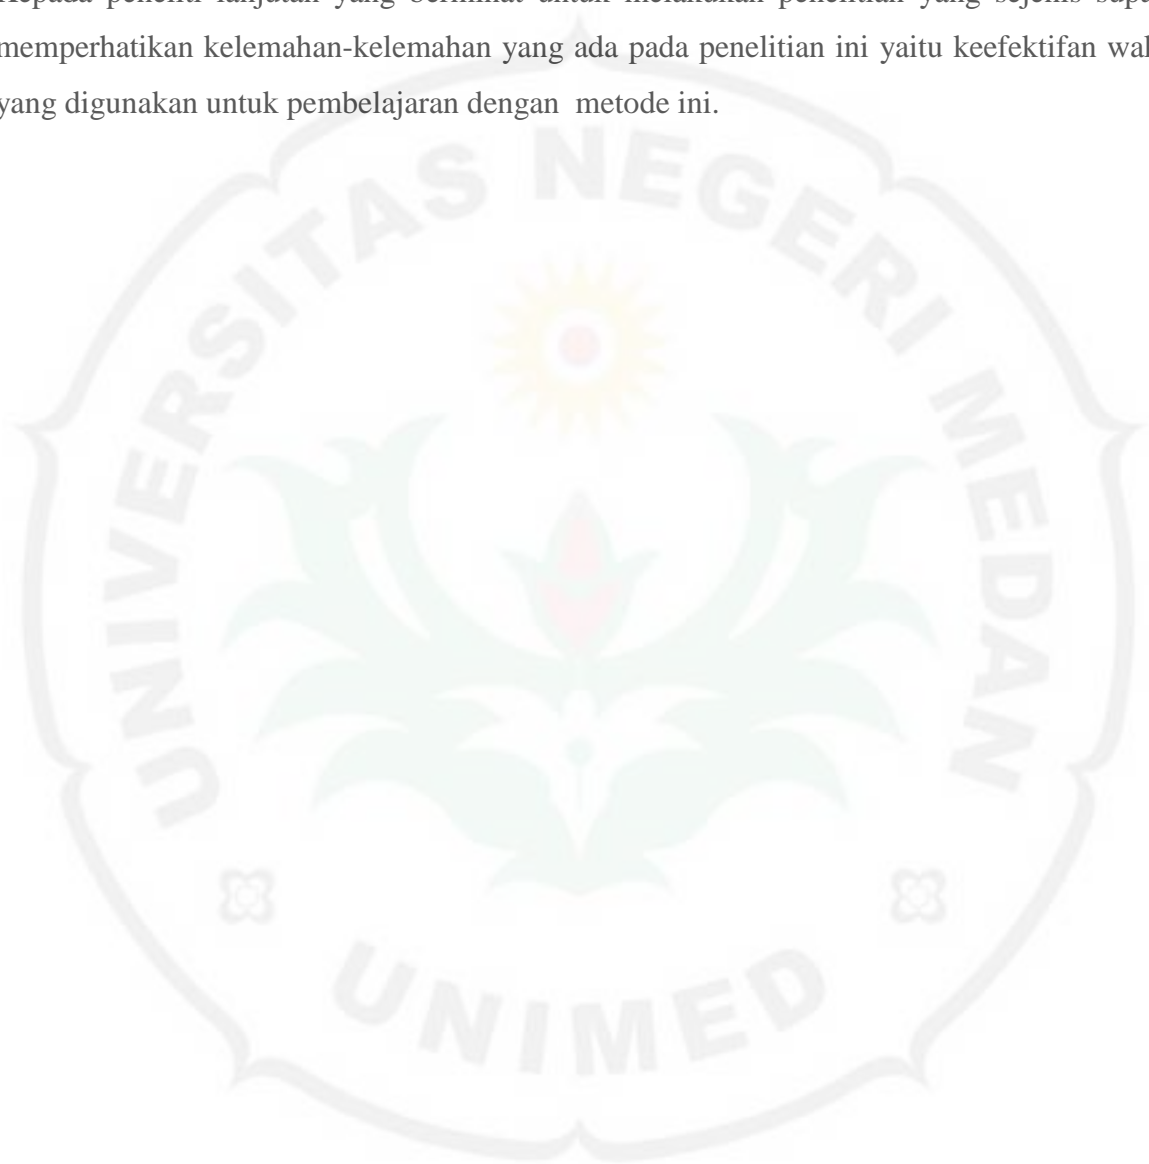 Kepada peneliti lanjutan yang berminat untuk melakukan penelitian yang sejenis
memperhatikan kelemahan-kelemahan yang ada pada penelitian ini yaitu keefektifan
yang digunakan untuk pembelajaran dengan metode ini.
UNIVERSITAS NEGERI MEDAN
UNIMED